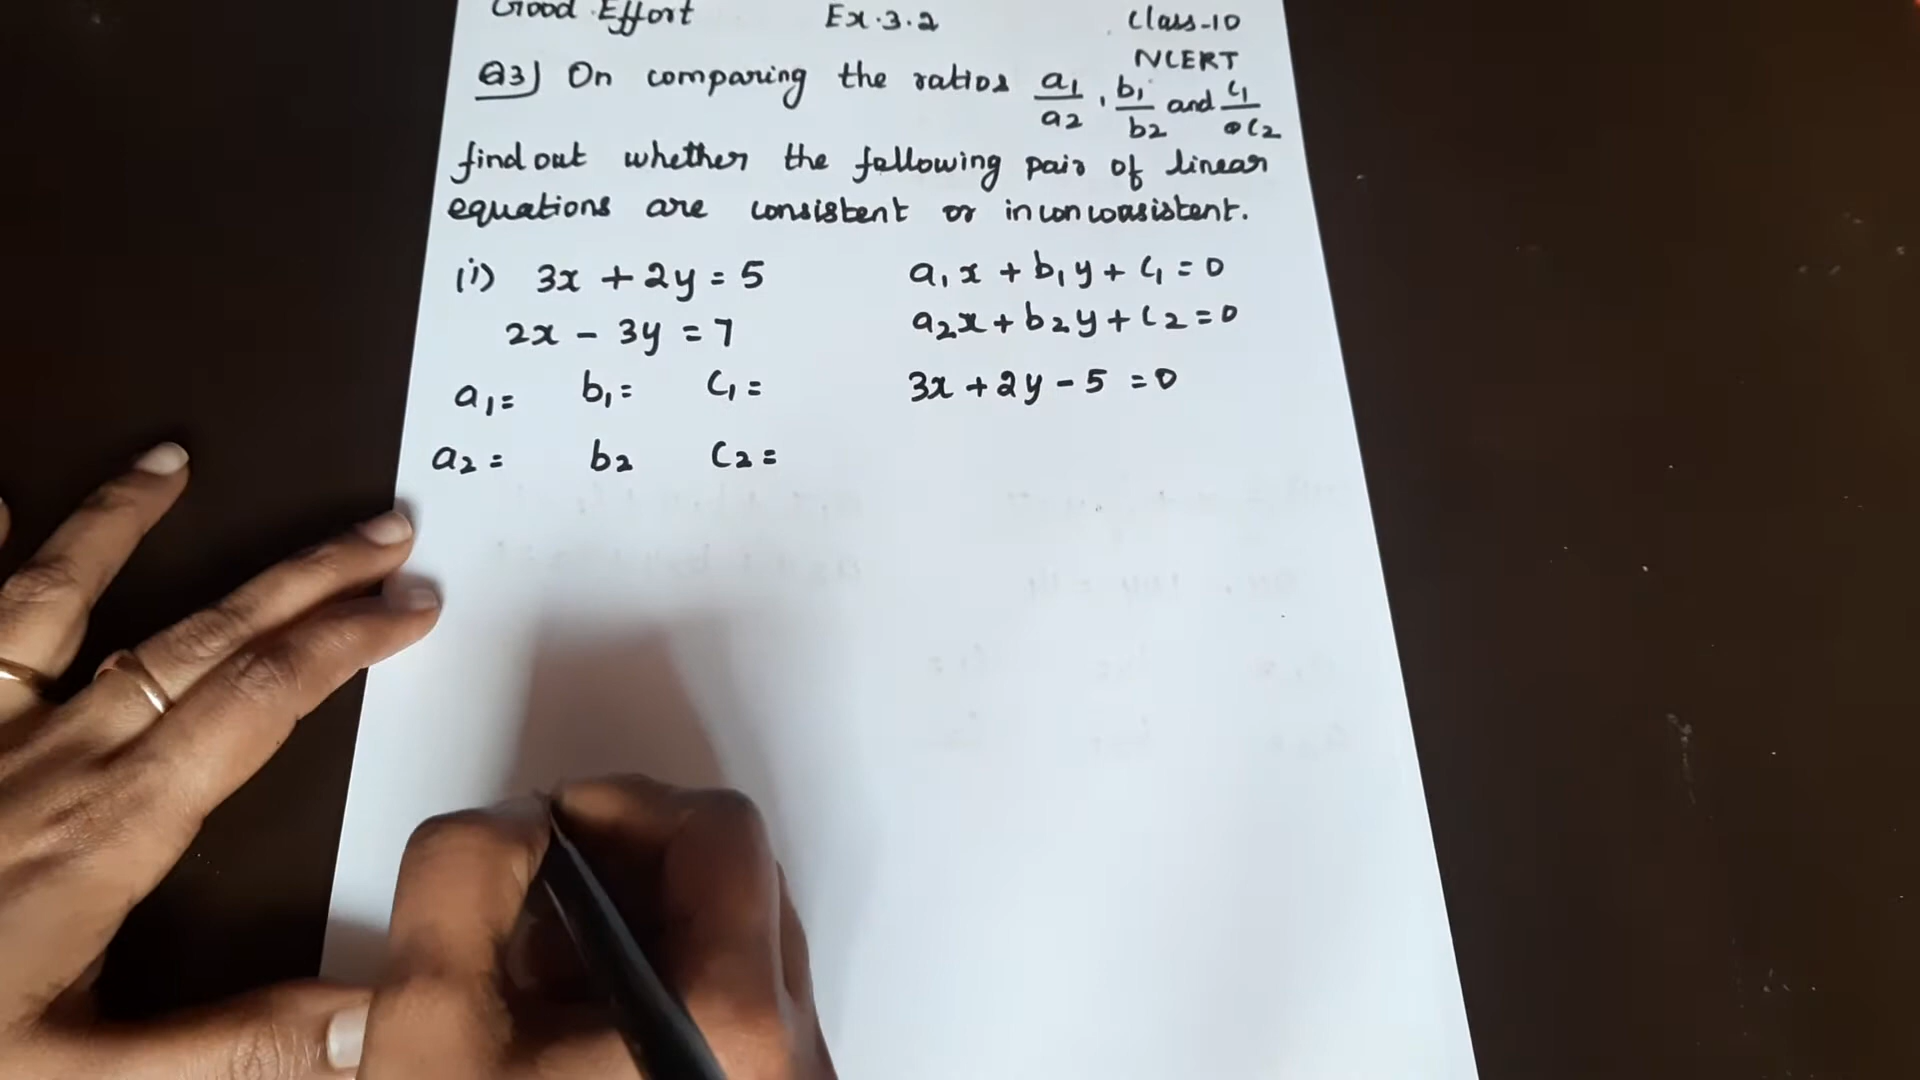 Good Effort Ex.3.2 Class-10
NCERT
Q3) On comparing the ratios a1/a2, b1/b2 and c1/c2
find out whether the following pair of linear
equations are consistent or inconconsistent.
(i) 3x + 2y = 5 a1x + b1y + c1 = 0
2x - 3y = 7 a2x + b2y + c2 = 0
a1= b1= c1= 3x + 2y - 5 = 0
a2= b2 c2=